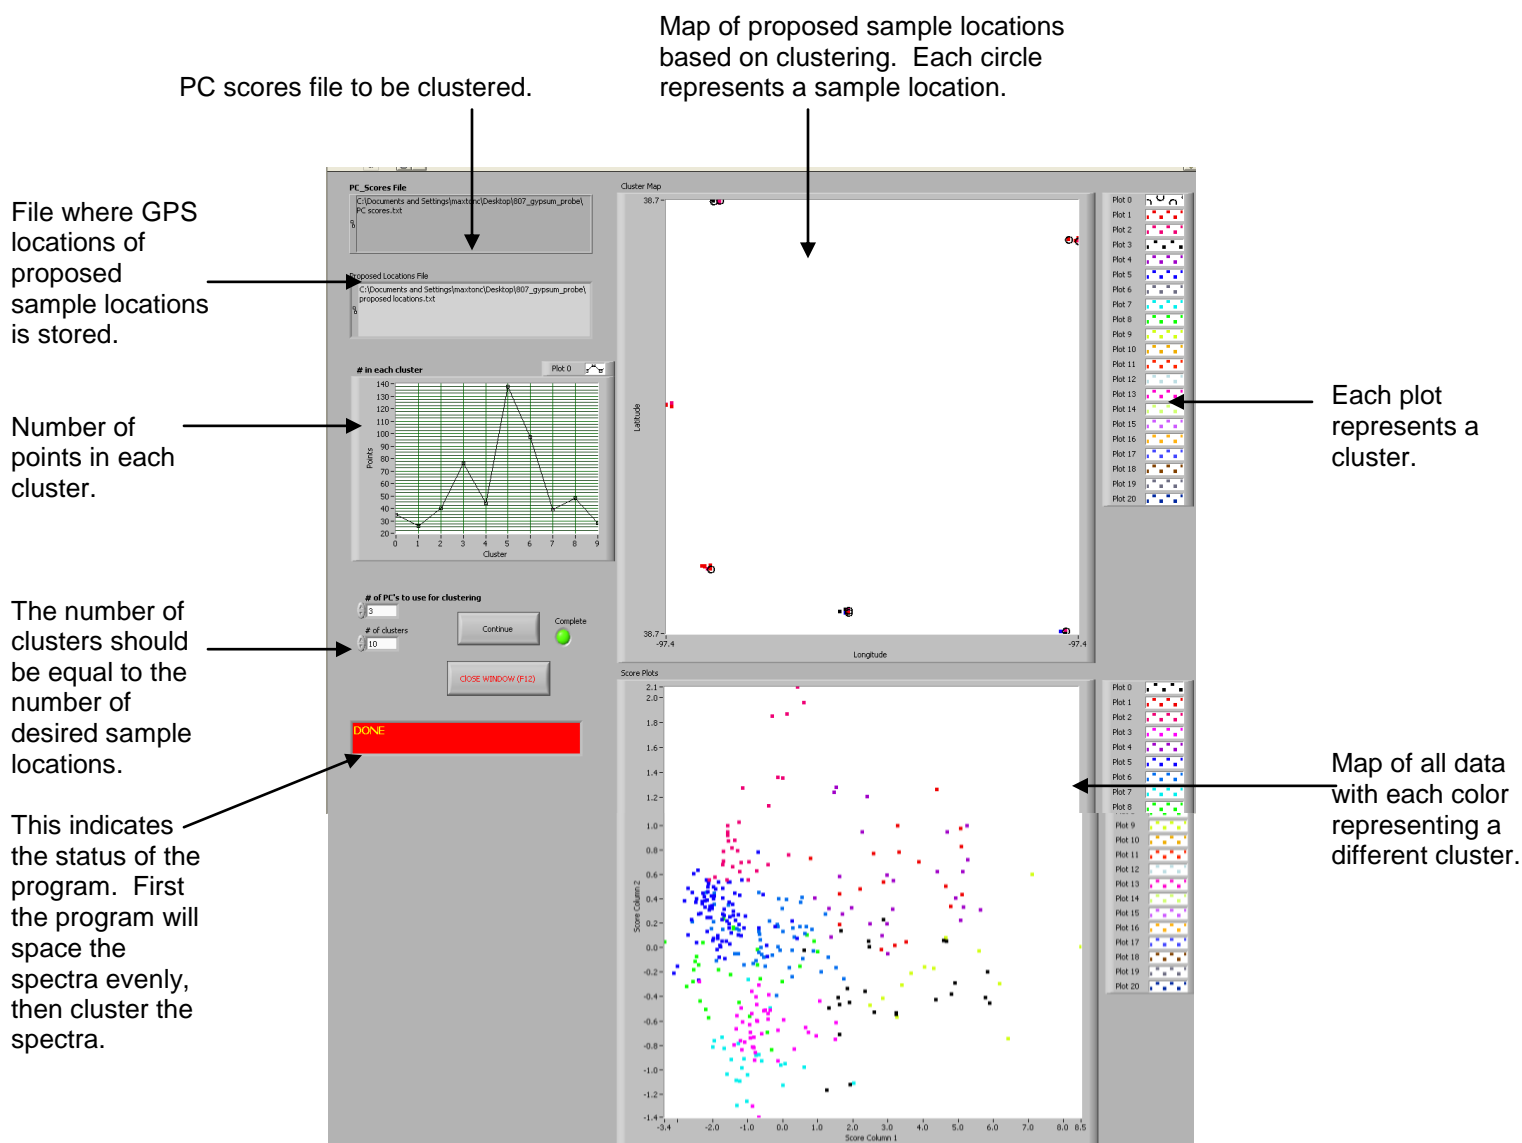 Map of proposed sample locations
based on clustering.  Each circle
represents a sample location.
PC scores file to be clustered.
File where GPS
locations of
proposed
sample locations
is stored.
Number of
points in each
cluster.
The number of
clusters should
be equal to the
number of
desired sample
locations.
This indicates
the status of the
program.  First
the program will
space the
spectra evenly,
then cluster the
spectra.
PC_Scores File
C:\Documents and Settings\maxtonc\Desktop\807_gypsum_probe\
PC scores.txt
Proposed Locations File
C:\Documents and Settings\maxtonc\Desktop\807_gypsum_probe\
proposed locations.txt
# in each cluster
Plot 0
140
130
120
110
100
90
80
70
60
50
40
30
20
Points
0 1 2 3 4 5 6 7 8 9
Cluster
# of PC's to use for clustering
3
# of clusters
10
Continue
Complete
ClOSE WINDOW (F12)
DONE
Cluster Map
38.7
Latitude
38.7
-97.4 -97.4
Longitude
Plot 0
Plot 1
Plot 2
Plot 3
Plot 4
Plot 5
Plot 6
Plot 7
Plot 8
Plot 9
Plot 10
Plot 11
Plot 12
Plot 13
Plot 14
Plot 15
Plot 16
Plot 17
Plot 18
Plot 19
Plot 20
Each plot
represents a
cluster.
Score Plots
2.1
2.0
1.8
1.6
1.4
1.2
1.0
0.8
0.6
0.4
0.2
0.0
-0.2
-0.4
-0.6
-0.8
-1.0
-1.2
-1.4
Score Column 2
-3.4 -2.0 -1.0 0.0 1.0 2.0 3.0 4.0 5.0 6.0 7.0 8.0 8.5
Score Column 1
Plot 0
Plot 1
Plot 2
Plot 3
Plot 4
Plot 5
Plot 6
Plot 7
Plot 8
Plot 9
Plot 10
Plot 11
Plot 12
Plot 13
Plot 14
Plot 15
Plot 16
Plot 17
Plot 18
Plot 19
Plot 20
Map of all data
with each color
representing a
different cluster.